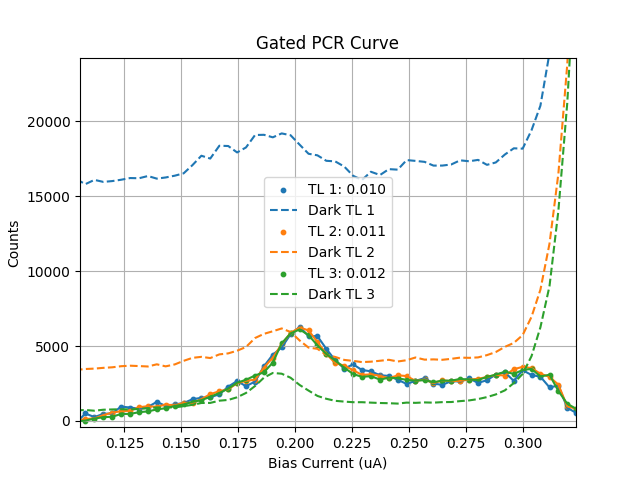 Gated PCR Curve
Counts
20000
15000
10000
5000
0
TL 1: 0.010
Dark TL 1
TL 2: 0.011
Dark TL 2
TL 3: 0.012
Dark TL 3
0.125 0.150 0.175 0.200 0.225 0.250 0.275 0.300
Bias Current (uA)